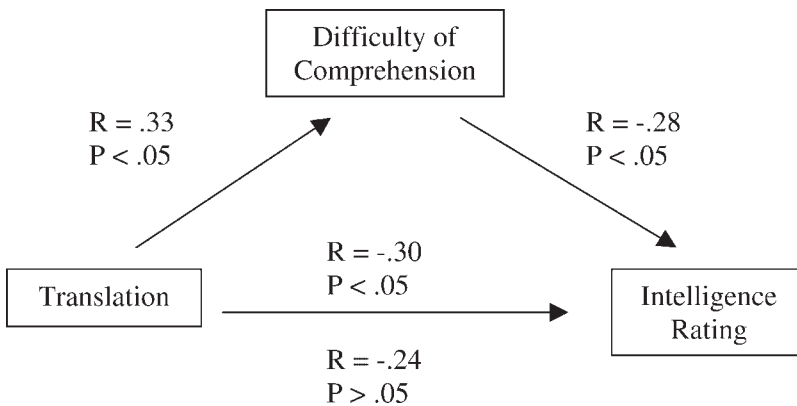 Difficulty of
Comprehension
R = .33
P < .05
R = -.28
P < .05
Translation
R = -.30
P < .05
R = -.24
P > .05
Intelligence
Rating